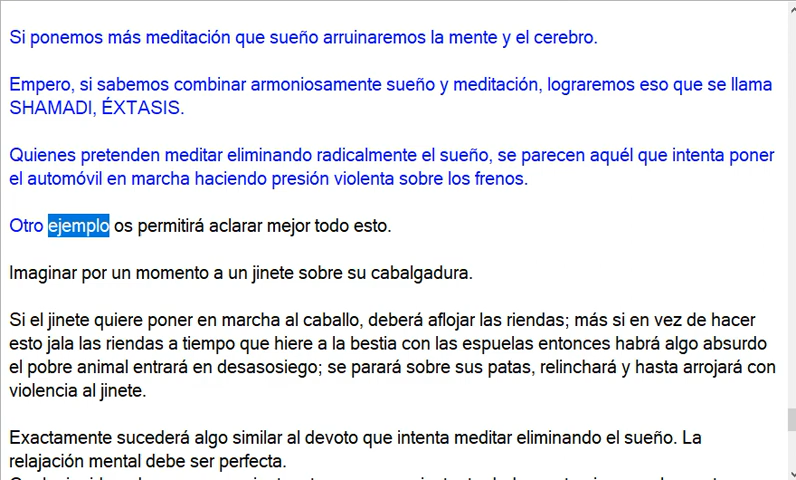 Si ponemos más meditación que sueño arruinaremos la mente y el cerebro.
Empero, si sabemos combinar armoniosamente sueño y meditación, lograremos eso que se llama
SHAMADI, ÉXTASIS.
Quienes pretenden meditar eliminando radicalmente el sueño, se parecen aquél que intenta poner
el automóvil en marcha haciendo presión violenta sobre los frenos.
Otro ejemplo os permitirá aclarar mejor todo esto.
Imaginar por un momento a un jinete sobre su cabalgadura.
Si el jinete quiere poner en marcha al caballo, deberá aflojar las riendas; más si en vez de hacer
esto jala las riendas a tiempo que hiere a la bestia con las espuelas entonces habrá algo absurdo
el pobre animal entrará en desasosiego; se parará sobre sus patas, relinchará y hasta arrojará con
violencia al jinete.
Exactamente sucederá algo similar al devoto que intenta meditar eliminando el sueño. La
relajación mental debe ser perfecta.